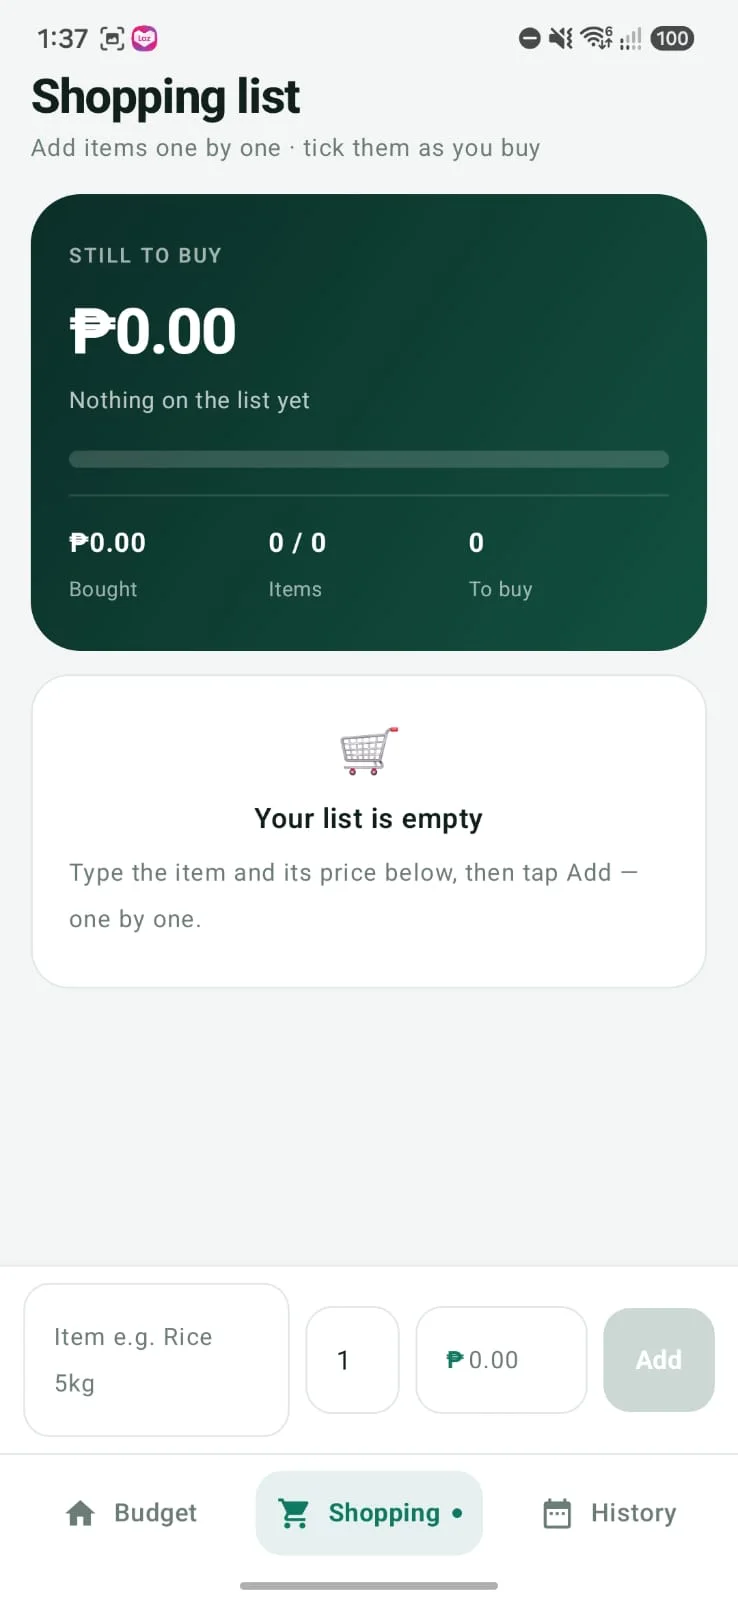 1:37
Loz
6
100
Shopping list
Add items one by one · tick them as you buy
STILL TO BUY
₱0.00
Nothing on the list yet
₱0.00
0 / 0
0
Bought
Items
To buy
Your list is empty
Type the item and its price below, then tap Add —
one by one.
Item e.g. Rice
5kg
1
₱ 0.00
Add
Budget
Shopping •
History